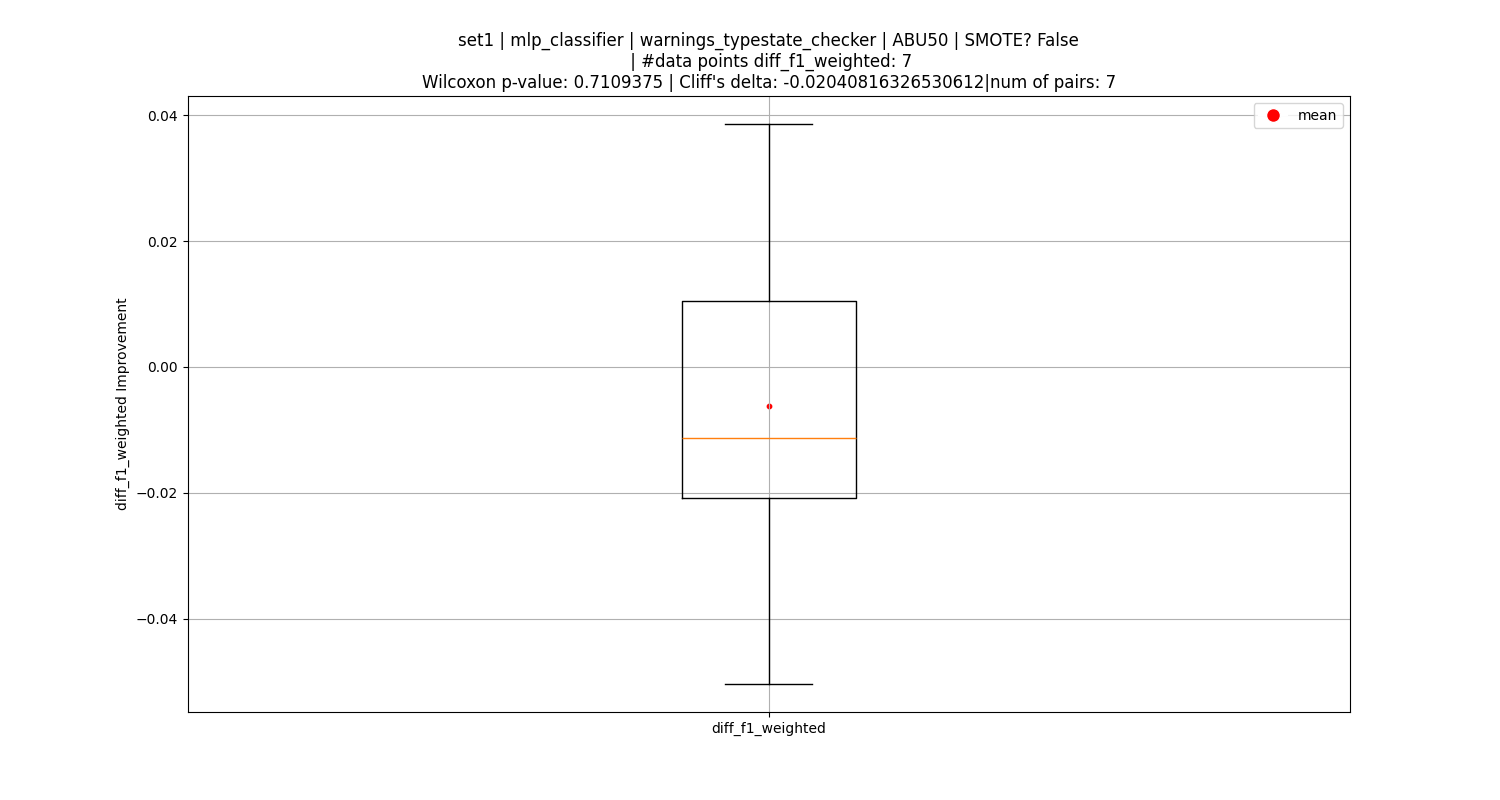 set1 | mlp_classifier | warnings_typestate_checker | ABU50 | SMOTE? False
| #data points diff_f1_weighted: 7
Wilcoxon p-value: 0.7109375 | Cliff's delta: -0.02040816326530612|num of pairs: 7
mean
0.04
0.02
0.00
−0.02
−0.04
diff_f1_weighted Improvement
diff_f1_weighted